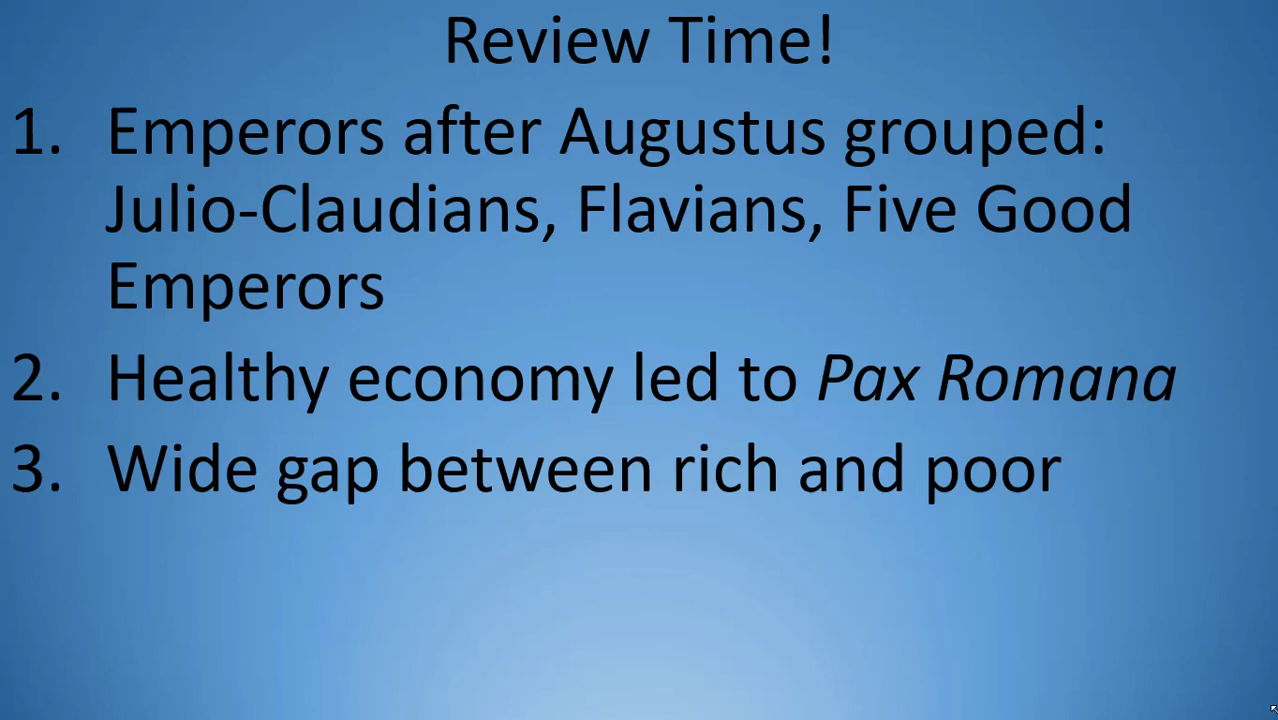 Review Time!
1. Emperors after Augustus grouped:
Julio-Claudians, Flavians, Five Good
Emperors
2. Healthy economy led to Pax Romana
3. Wide gap between rich and poor